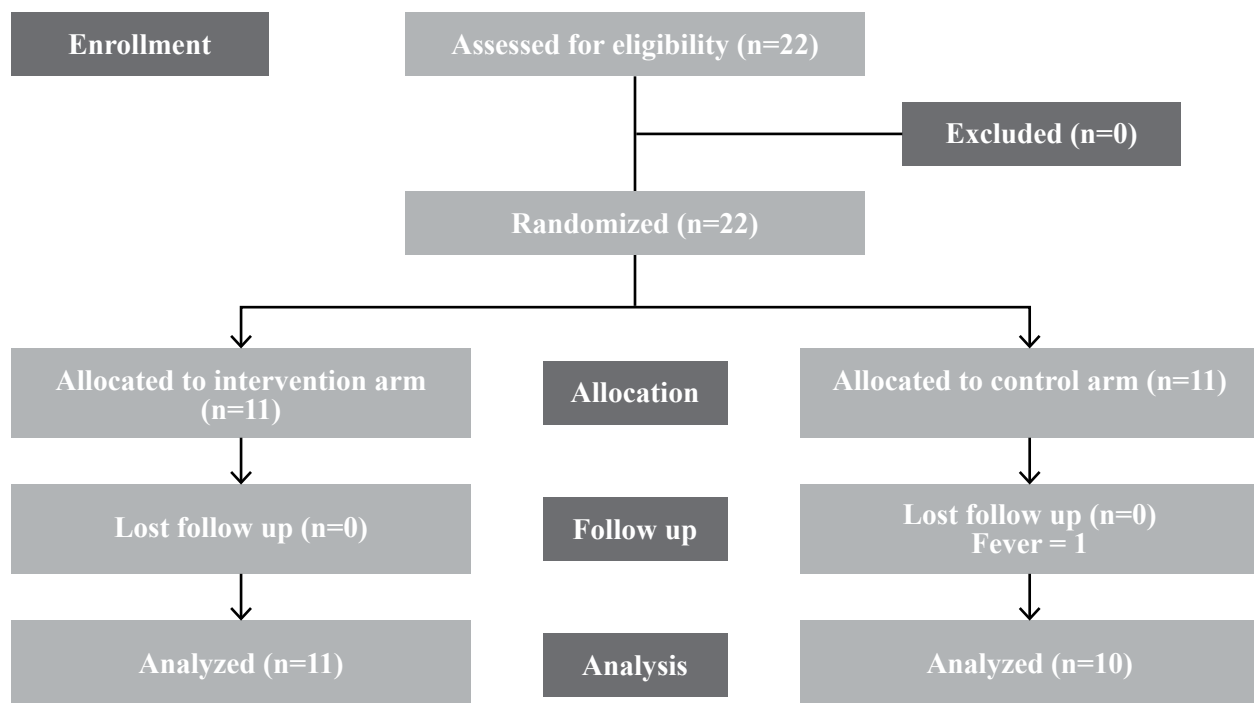 Enrollment
Assessed for eligibility (n=22)
Excluded (n=0)
Randomized (n=22)
Allocated to intervention arm
(n=11)
Allocation
Allocated to control arm (n=11)
Lost follow up (n=0)
Follow up
Lost follow up (n=0)
Fever = 1
Analyzed (n=11)
Analysis
Analyzed (n=10)